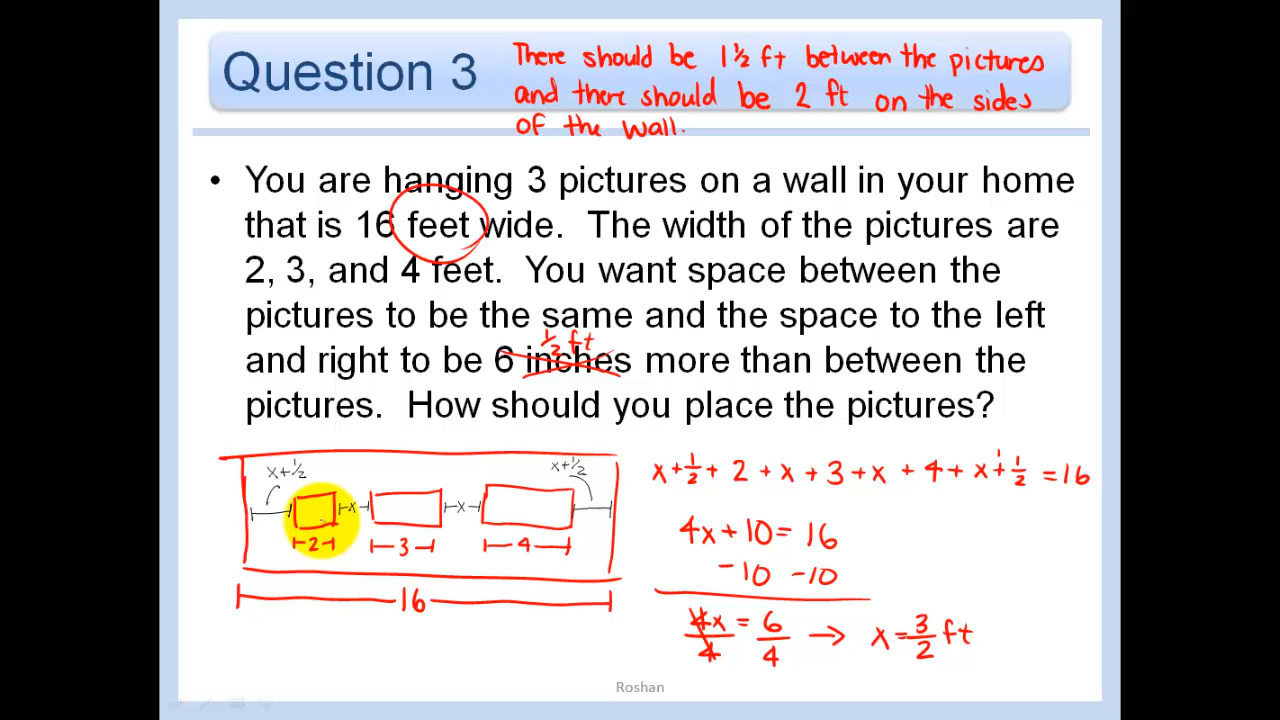 Question 3
There should be 1½ ft between the pictures
and there should be 2 ft on the sides
of the wall.
• You are hanging 3 pictures on a wall in your home
that is 16 feet wide. The width of the pictures are
2, 3, and 4 feet. You want space between the
pictures to be the same and the space to the left
½ ft
and right to be 6 inches more than between the
pictures. How should you place the pictures?
x+½
x+½
x
x
2
3
4
16
x+½+2+x+3+x+4+x+½=16
4x+10=16
-10 -10
4x/4 = 6/4 → x=3/2 ft
Roshan